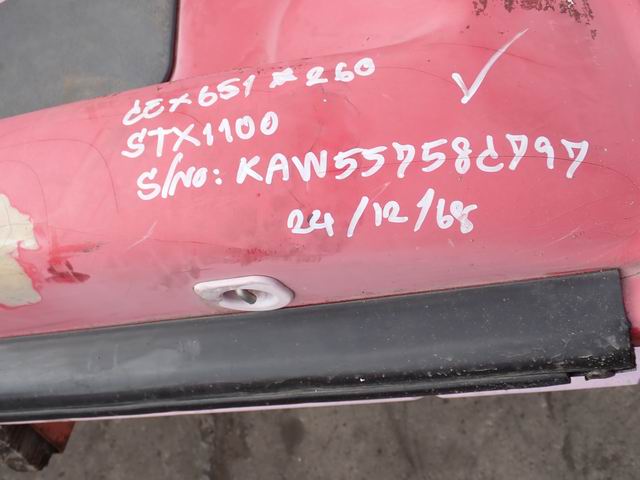 CEX651*260
STX1100
S/NO: KAW55758C797
24/12/68